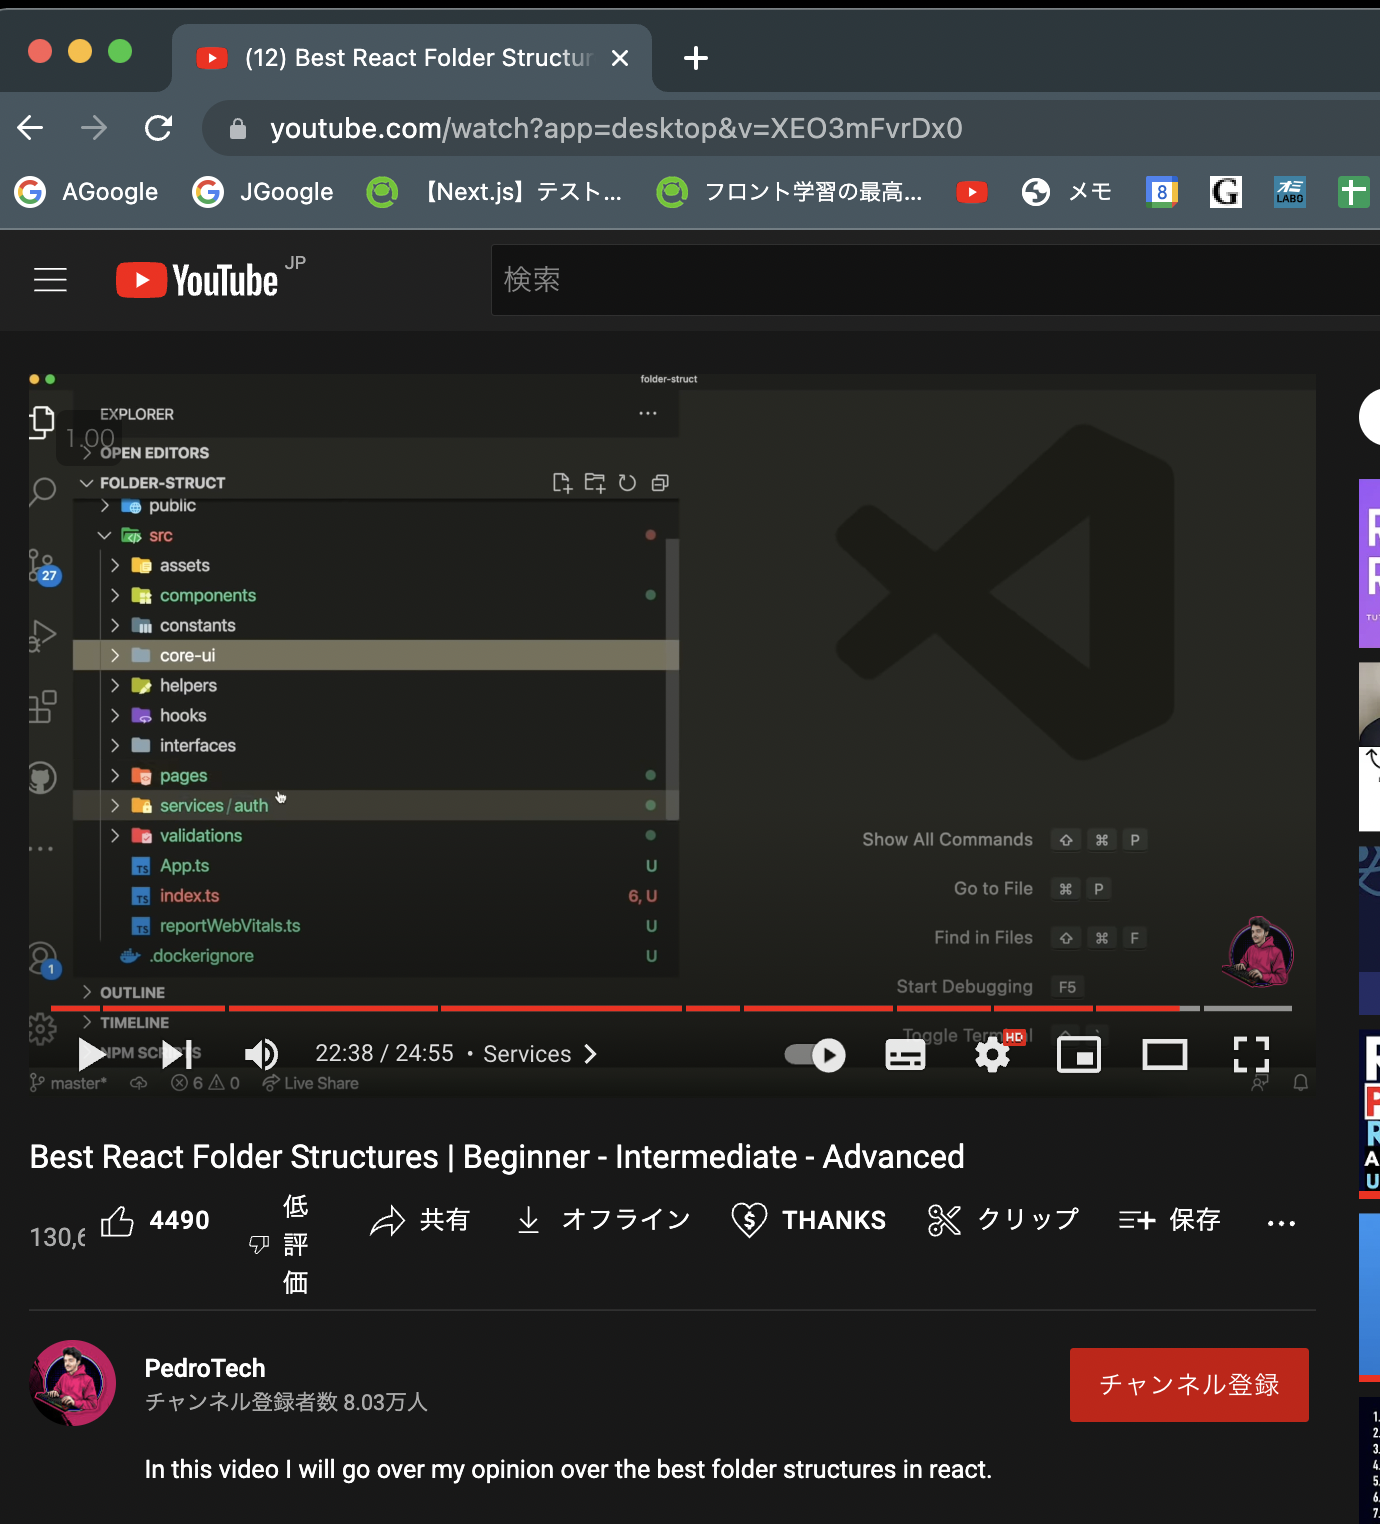 (12) Best React Folder Structur
youtube.com/watch?app=desktop&v=XEO3mFvrDx0
AGoogle JGoogle 【Next.js】テスト... フロント学習の最高... メモ 8 G オミ LABO
YouTube JP
検索
folder-struct
EXPLORER
1.00
OPEN EDITORS
FOLDER-STRUCT
public
src
assets
27
components
constants
core-ui
helpers
hooks
interfaces
pages
services/auth
validations
TS App.ts U
TS index.ts 6, U
TS reportWebVitals.ts U
.dockerignore U
1
OUTLINE
TIMELINE
NPM SCRIPTS
Show All Commands ⇧ ⌘ P
Go to File ⌘ P
Find in Files ⇧ ⌘ F
Start Debugging F5
Toggle Terminal ^ `
22:38 / 24:55 • Services
HD
master* 6 0 Live Share
Best React Folder Structures | Beginner - Intermediate - Advanced
4490 低評価 共有 オフライン THANKS クリップ 保存 ...
PedroTech
チャンネル登録者数 8.03万人
チャンネル登録
In this video I will go over my opinion over the best folder structures in react.